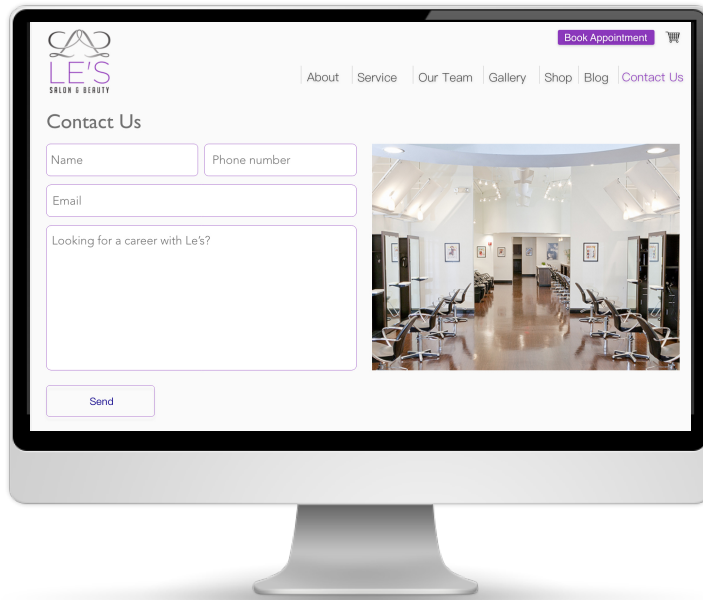 LE'S
SALON & BEAUTY
Book Appointment
About Service Our Team Gallery Shop Blog Contact Us
Contact Us
Name Phone number
Email
Looking for a career with Le's?
Send